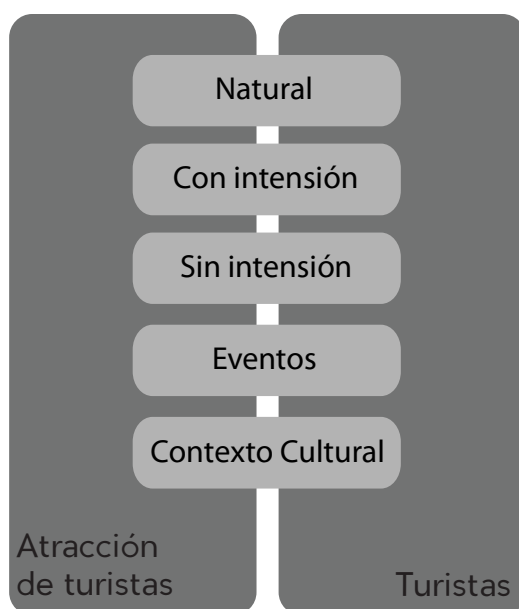 Natural
Con intensión
Sin intensión
Eventos
Contexto Cultural
Atracción
de turistas
Turistas